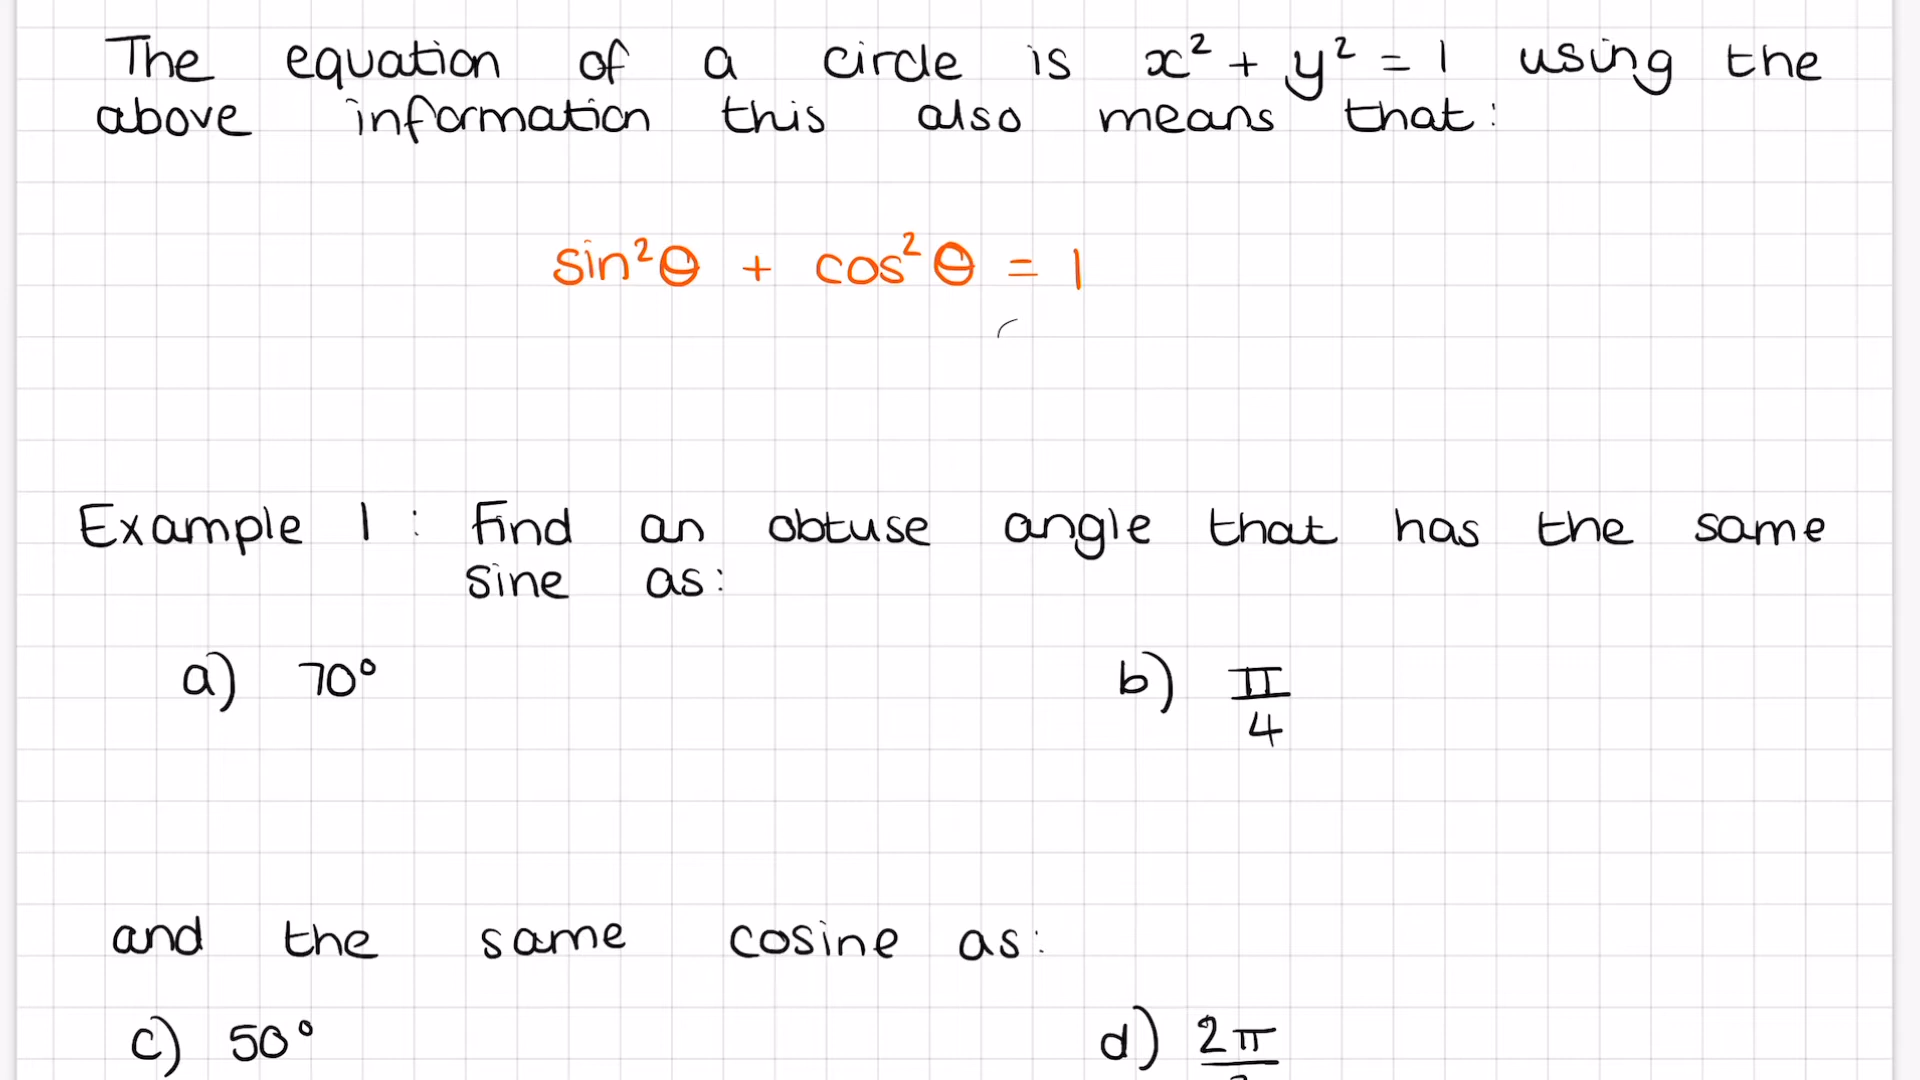 The equation of a circle is x² + y² = 1 using the
above information this also means that:
sin²θ + cos²θ = 1
Example 1: Find an obtuse angle that has the same
sine as:
a) 70° b) π/4
and the same cosine as:
c) 50° d) 2π